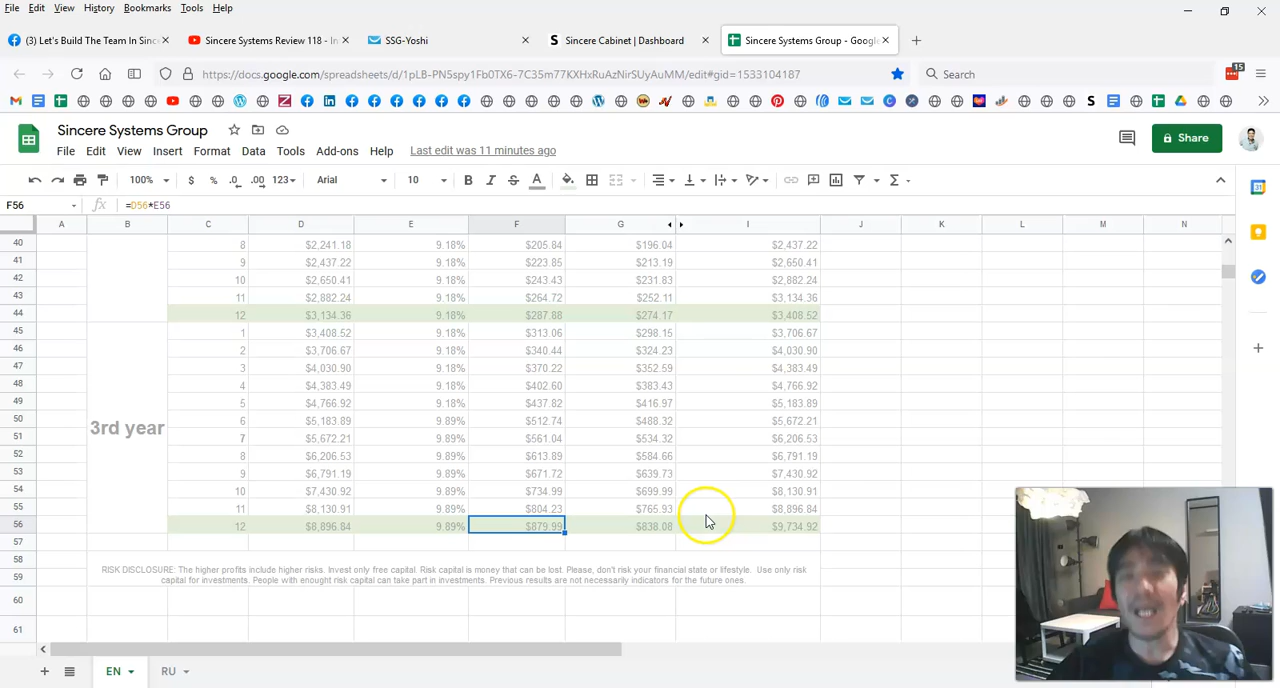 File Edit View History Bookmarks Tools Help
(3) Let's Build The Team In Since
Sincere Systems Review 118 - In
SSG-Yoshi
Sincere Cabinet | Dashboard
Sincere Systems Group - Google
https://docs.google.com/spreadsheets/d/1pLB-PN5spy1Fb0TX6-7C35m77KXHxRuAzNirSUyAuMM/edit#gid=1533104187
Search
15
Sincere Systems Group
File Edit View Insert Format Data Tools Add-ons Help Last edit was 11 minutes ago
Share
100% $ % .0 .00 123 Arial 10 B I S A
F56 fx =D56*E56
A B C D E F G I J K L M N
40 8 $2,241.18 9.18% $205.84 $196.04 $2,437.22
41 9 $2,437.22 9.18% $223.85 $213.19 $2,650.41
42 10 $2,650.41 9.18% $243.43 $231.83 $2,882.24
43 11 $2,882.24 9.18% $264.72 $252.11 $3,134.36
44 12 $3,134.36 9.18% $287.88 $274.17 $3,408.52
45 1 $3,408.52 9.18% $313.06 $298.15 $3,706.67
46 2 $3,706.67 9.18% $340.44 $324.23 $4,030.90
47 3 $4,030.90 9.18% $370.22 $352.59 $4,383.49
48 4 $4,383.49 9.18% $402.60 $383.43 $4,766.92
49 5 $4,766.92 9.18% $437.82 $416.97 $5,183.89
50 6 $5,183.89 9.89% $512.74 $488.32 $5,672.21
3rd year
51 7 $5,672.21 9.89% $561.04 $534.32 $6,206.53
52 8 $6,206.53 9.89% $613.89 $584.66 $6,791.19
53 9 $6,791.19 9.89% $671.72 $639.73 $7,430.92
54 10 $7,430.92 9.89% $734.99 $699.99 $8,130.91
55 11 $8,130.91 9.89% $804.23 $765.93 $8,896.84
56 12 $8,896.84 9.89% $879.99 $838.08 $9,734.92
57
58
59
RISK DISCLOSURE: The higher profits include higher risks. Invest only free capital. Risk capital is money that can be lost. Please, don't risk your financial state or lifestyle. Use only risk
capital for investments. People with enought risk capital can take part in investments. Previous results are not necessarily indicators for the future ones.
60
61
EN RU